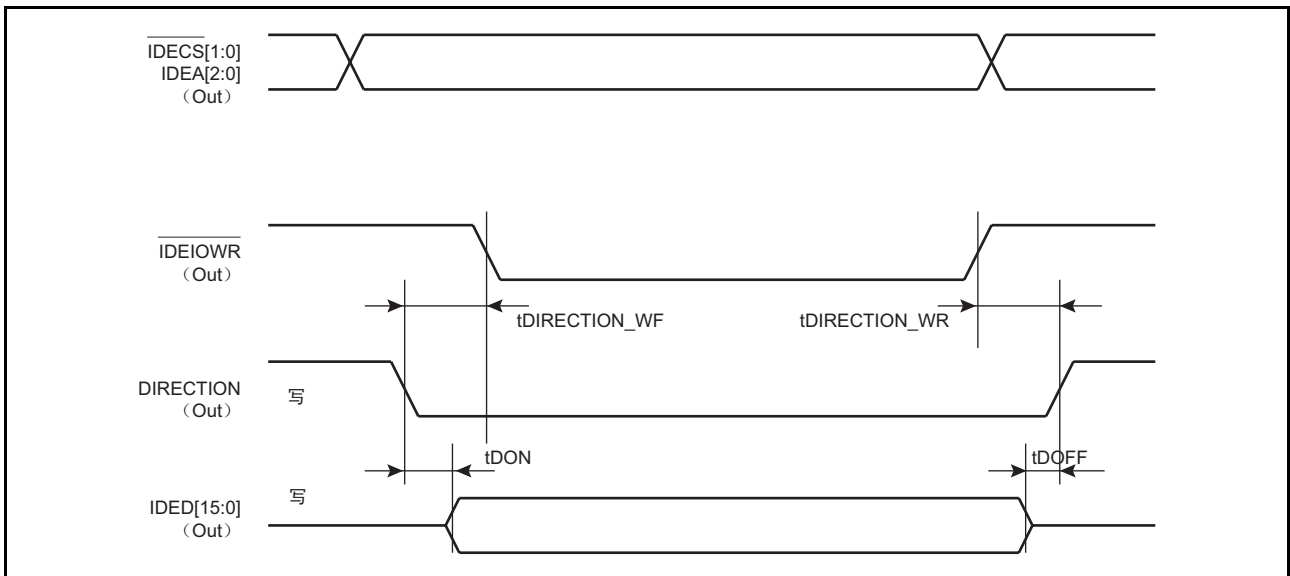 IDECS[1:0]
IDEA[2:0]
（Out）
IDEIOWR
（Out）
tDIRECTION_WF
tDIRECTION_WR
DIRECTION
（Out）
写
tDON
tDOFF
IDED[15:0]
（Out）
写